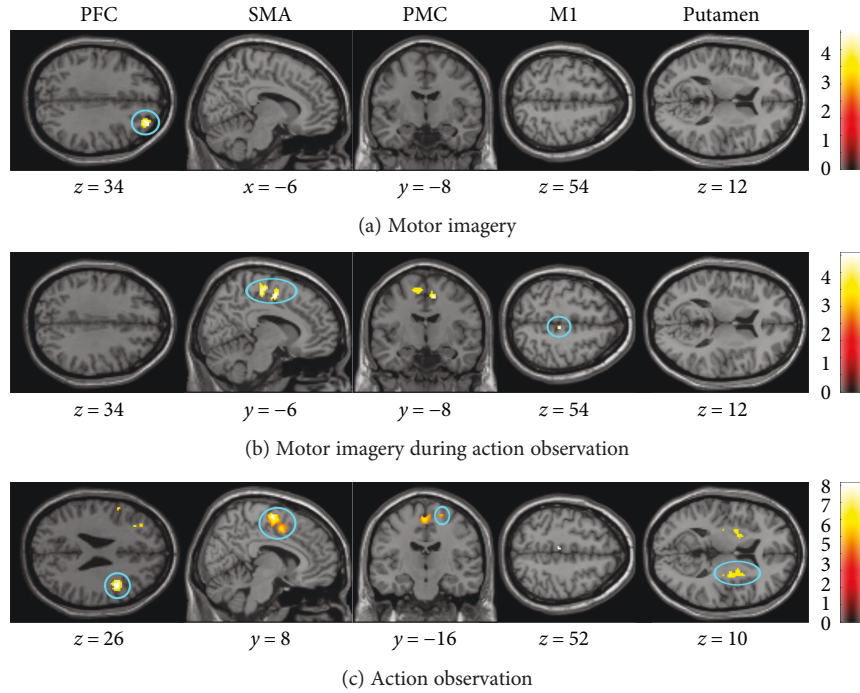 PFC SMA PMC M1 Putamen
4
3
2
1
0
z = 34 x = −6 y = −8 z = 54 z = 12
(a) Motor imagery
4
3
2
1
0
z = 34 y = −6 y = −8 z = 54 z = 12
(b) Motor imagery during action observation
8
7
6
5
4
3
2
1
0
z = 26 y = 8 y = −16 z = 52 z = 10
(c) Action observation